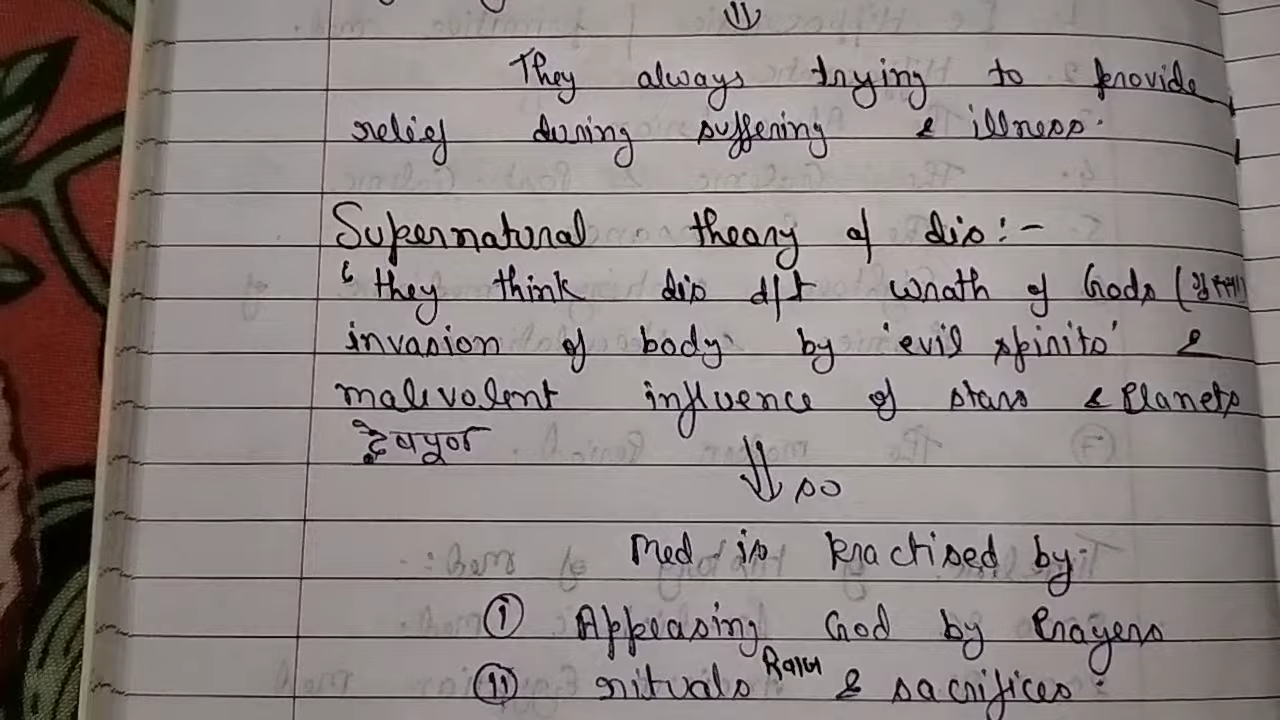 They always trying to provide
relief during suffering & illness.
Supernatural theory of dis:-
'they think dis d/t wrath of Gods (गुस्सा)
invasion of body by 'evil spirits' &
malevolent influence of stars & Planets
द्वेषपूर्ण
so
Med is practised by:
(i) Appeasing God by Prayers
(ii) rituals रिवाज & sacrifices.